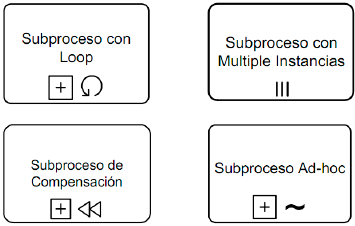 Subproceso con
Loop
Subproceso con
Multiple Instancias
Subproceso de
Compensación
Subproceso Ad-hoc